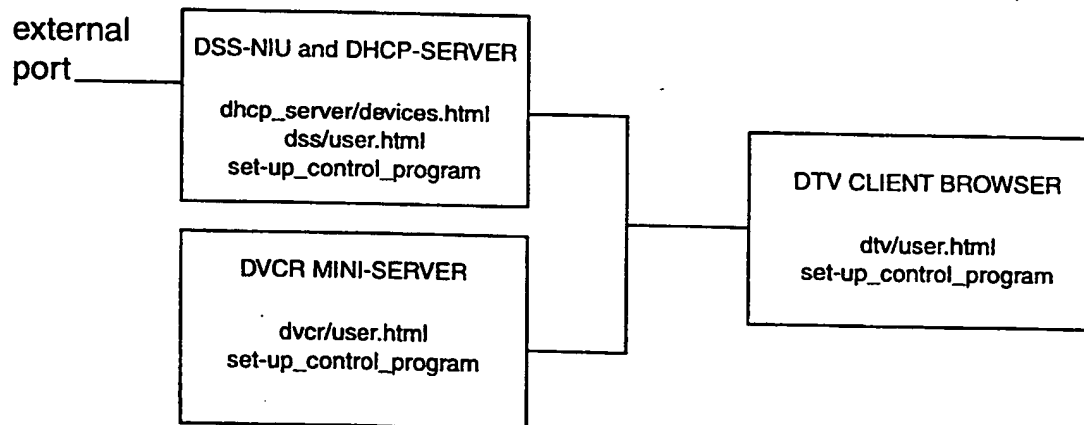 external
port
DSS-NIU and DHCP-SERVER
dhcp_server/devices.html
dss/user.html
set-up_control_program
DVCR MINI-SERVER
dvcr/user.html
set-up_control_program
DTV CLIENT BROWSER
dtv/user.html
set-up_control_program